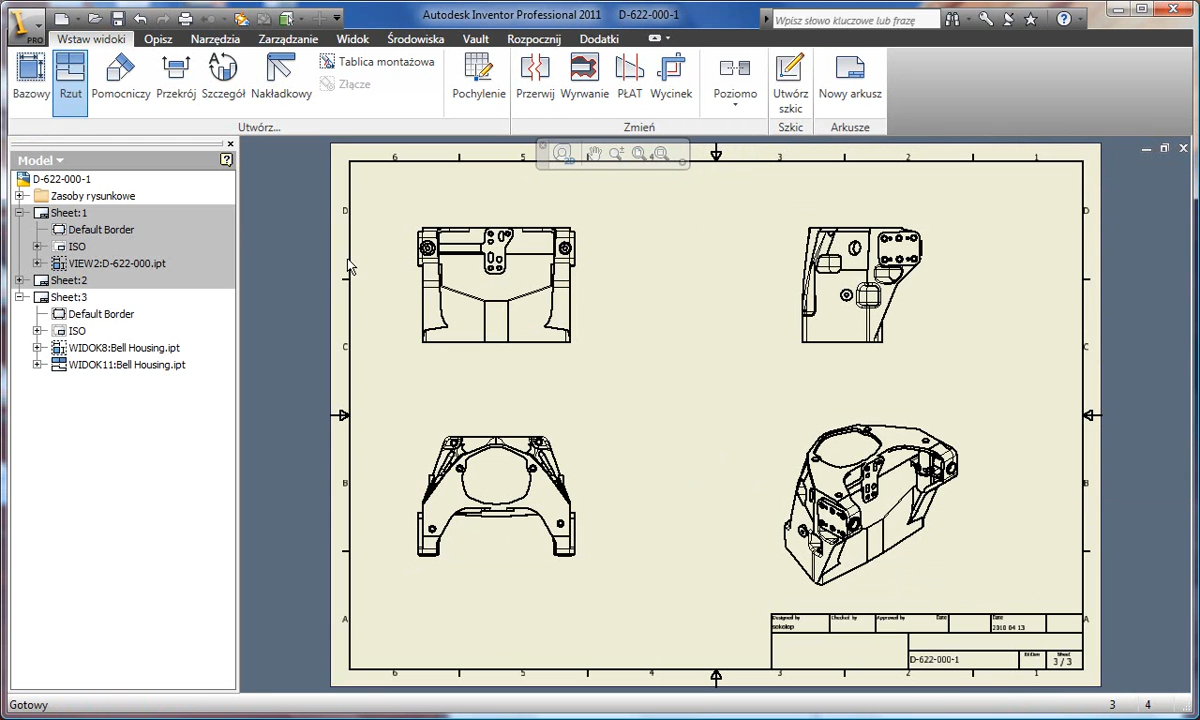 Autodesk Inventor Professional 2011 D-622-000-1
Wpisz słowo kluczowe lub frazę
PRO
Wstaw widoki Opisz Narzędzia Zarządzanie Widok Środowiska Vault Rozpocznij Dodatki
Bazowy Rzut Pomocniczy Przekrój Szczegół Nakładkowy
Tablica montażowa
Złącze
Pochylenie Przerwij Wyrwanie PŁAT Wycinek Poziomo
Utwórz szkic
Nowy arkusz
Utwórz... Zmień Szkic Arkusze
Model
D-622-000-1
Zasoby rysunkowe
Sheet:1
Default Border
ISO
VIEW2:D-622-000.ipt
Sheet:2
Sheet:3
Default Border
ISO
WIDOK8:Bell Housing.ipt
WIDOK11:Bell Housing.ipt
2D
6 5 4 3 2 1
D D
C C
B B
A A
Designed by Checked by Approved by Date Date
sokolop 2010 04 13
D-622-000-1 Edition Sheet
3 / 3
6 5 4 3 2 1
Gotowy 3 4